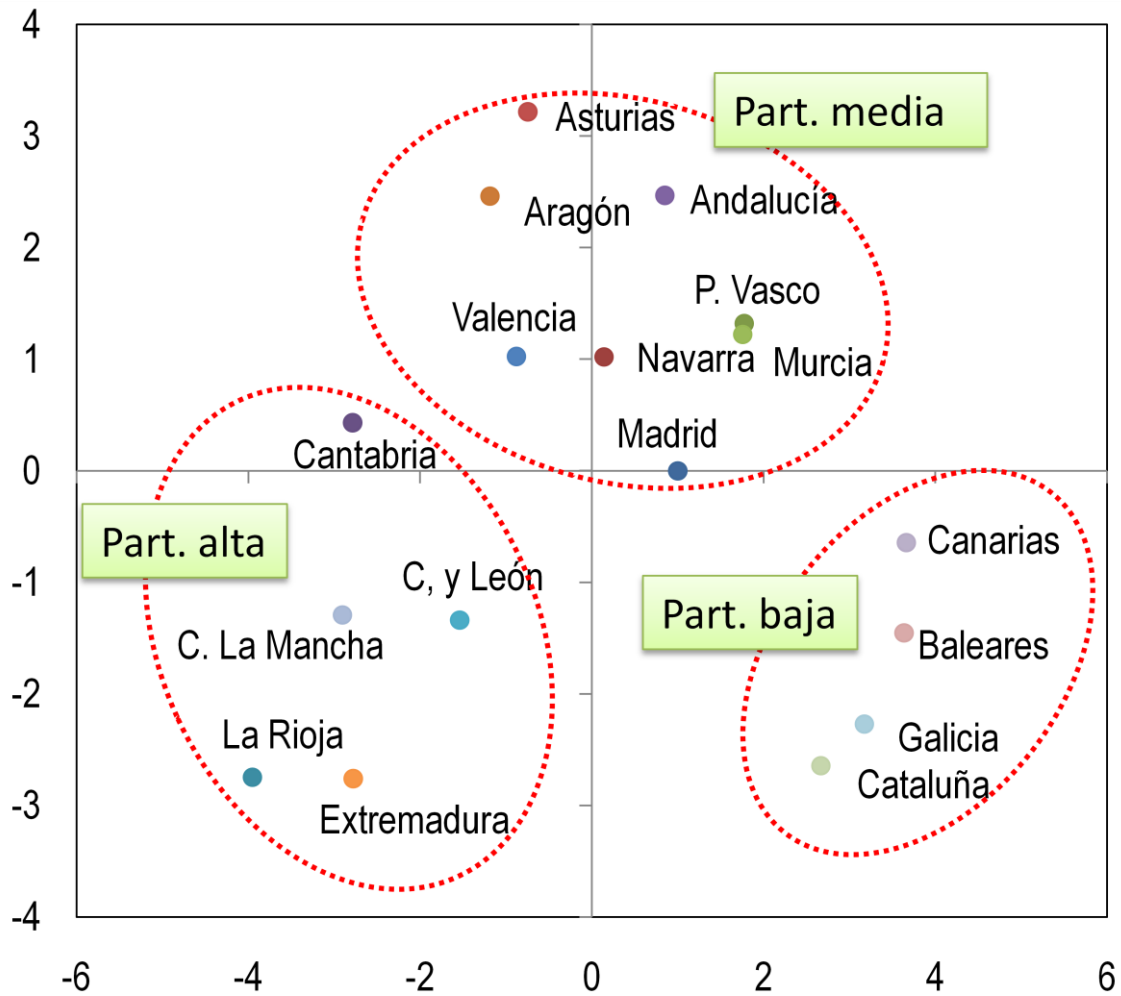 4
3
2
1
0
-1
-2
-3
-4
Asturias
Part. media
Aragón
Andalucía
P. Vasco
Valencia
Navarra
Murcia
Madrid
Cantabria
Part. alta
Canarias
C, y León
Part. baja
C. La Mancha
Baleares
La Rioja
Galicia
Cataluña
Extremadura
-6 -4 -2 0 2 4 6